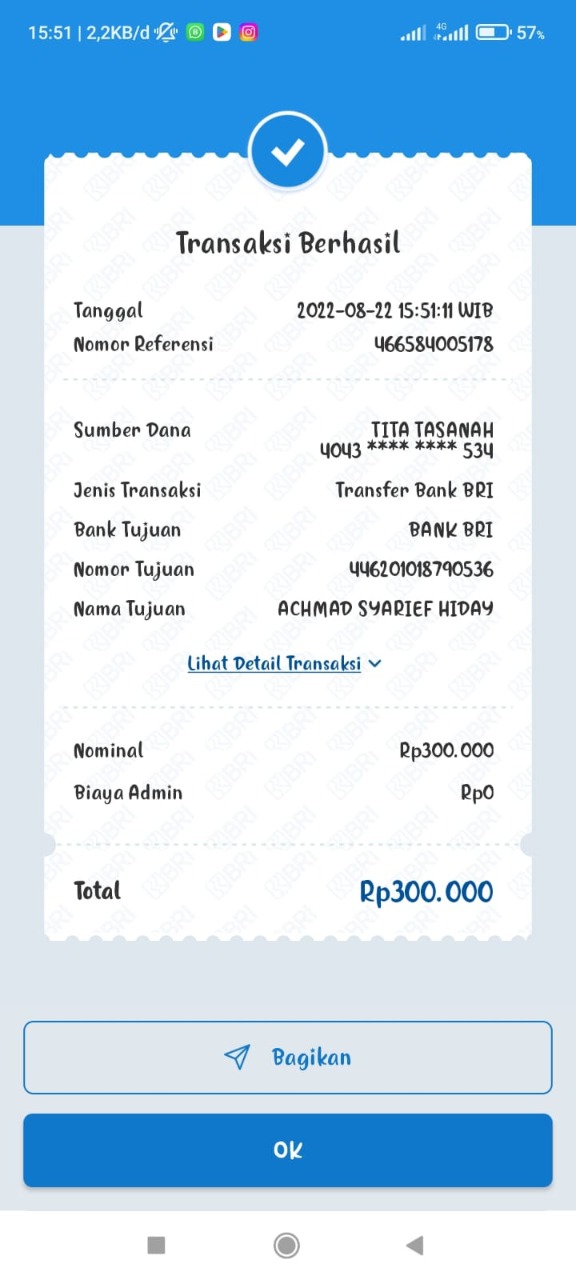 15:51 | 2,2KB/d 4G 57%
Transaksi Berhasil
Tanggal 2022-08-22 15:51:11 WIB
Nomor Referensi 466584005178
Sumber Dana TITA TASANAH
4043 **** **** 534
Jenis Transaksi Transfer Bank BRI
Bank Tujuan BANK BRI
Nomor Tujuan 446201018790536
Nama Tujuan ACHMAD SYARIEF HIDAY
Lihat Detail Transaksi
Nominal Rp300.000
Biaya Admin Rp0
Total Rp300.000
Bagikan
OK